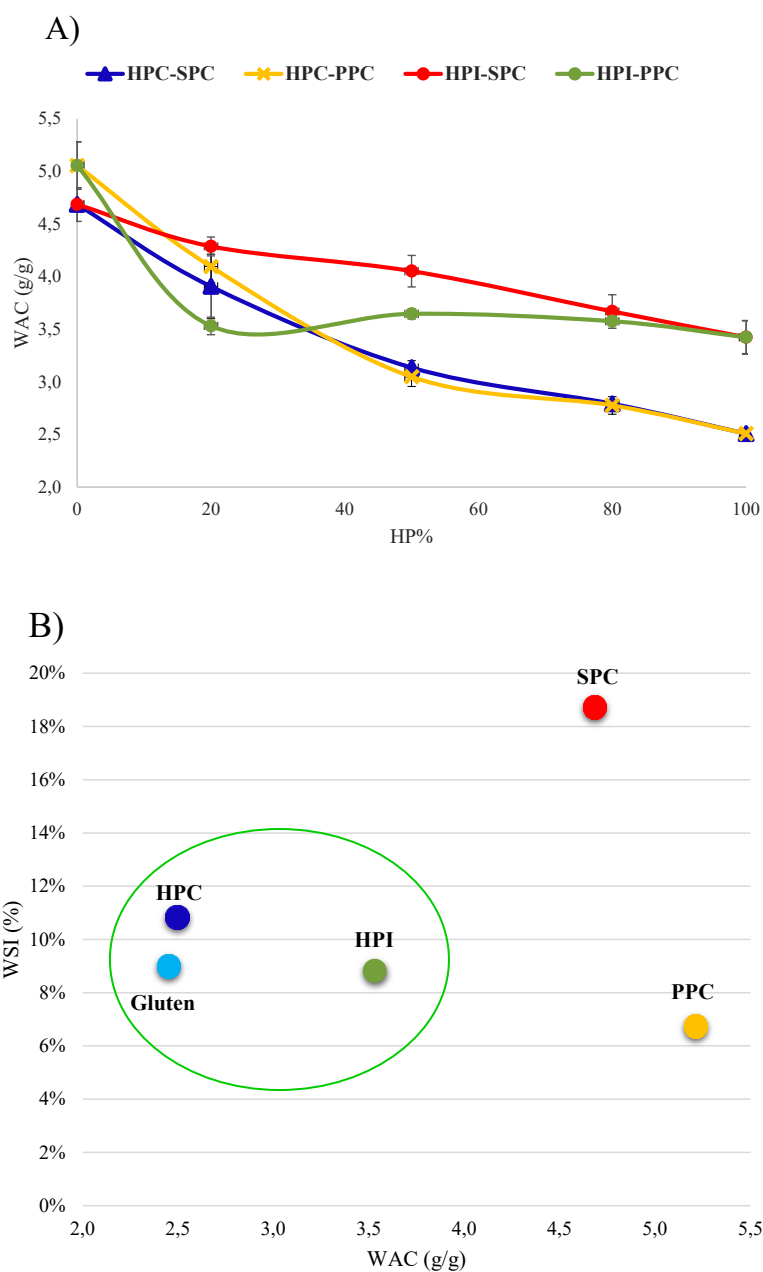 A)
HPC-SPC HPC-PPC HPI-SPC HPI-PPC
5,5
5,0
4,5
4,0
3,5
3,0
2,5
2,0
WAC (g/g)
0 20 40 60 80 100
HP%
B)
20%
18%
16%
14%
12%
10%
8%
6%
4%
2%
0%
WSI (%)
SPC
HPC
HPI
Gluten
PPC
2,0 2,5 3,0 3,5 4,0 4,5 5,0 5,5
WAC (g/g)